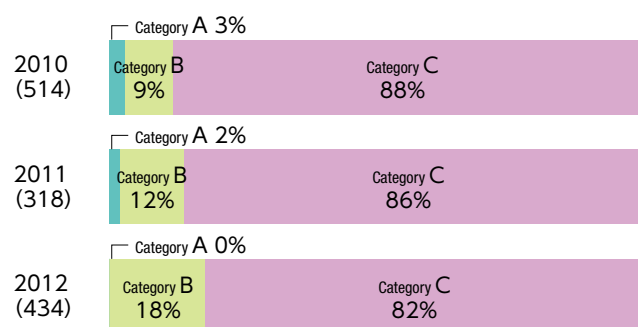 Category A 3%
2010
(514)
Category B
9%
Category C
88%
Category A 2%
2011
(318)
Category B
12%
Category C
86%
Category A 0%
2012
(434)
Category B
18%
Category C
82%